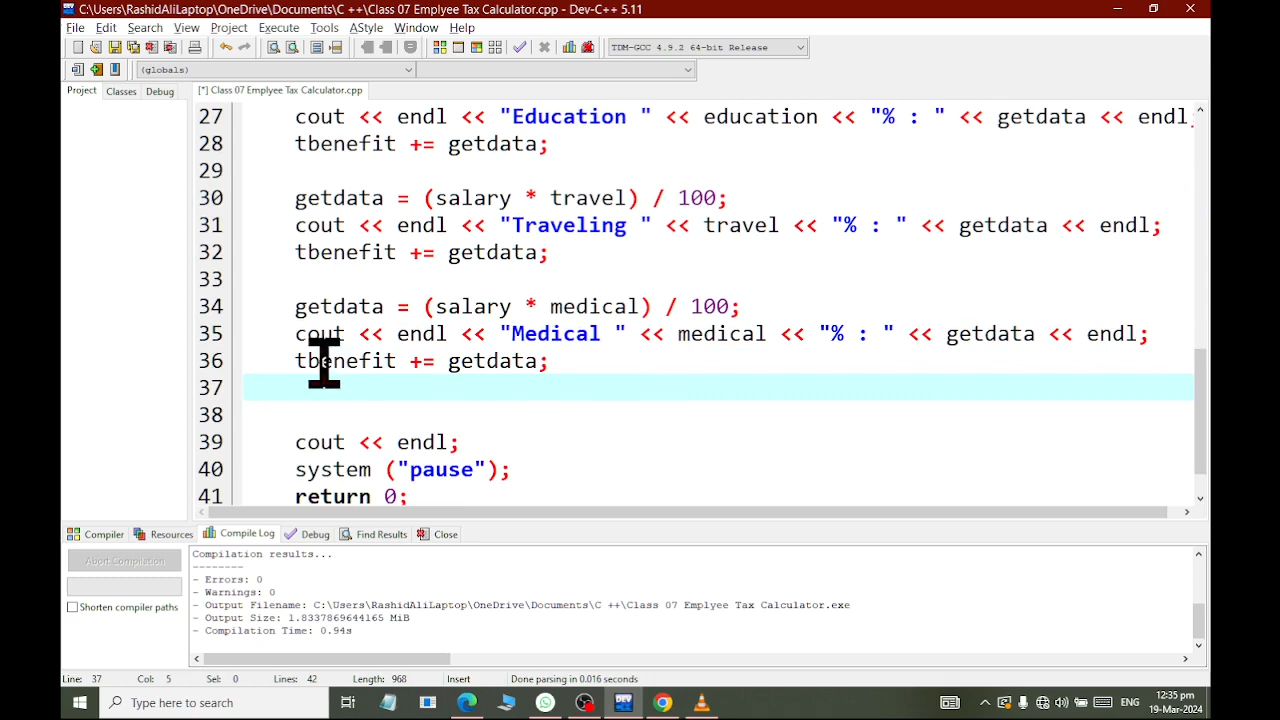 C:\Users\RashidAliLaptop\OneDrive\Documents\C ++\Class 07 Emplyee Tax Calculator.cpp - Dev-C++ 5.11
File Edit Search View Project Execute Tools AStyle Window Help
TDM-GCC 4.9.2 64-bit Release
(globals)
Project Classes Debug [*] Class 07 Emplyee Tax Calculator.cpp
27 cout << endl << "Education " << education << "% : " << getdata << endl;
28 tbenefit += getdata;
29
30 getdata = (salary * travel) / 100;
31 cout << endl << "Traveling " << travel << "% : " << getdata << endl;
32 tbenefit += getdata;
33
34 getdata = (salary * medical) / 100;
35 cout << endl << "Medical " << medical << "% : " << getdata << endl;
36 tbenefit += getdata;
37
38
39 cout << endl;
40 system ("pause");
41 return 0;
Compiler Resources Compile Log Debug Find Results Close
Abort Compilation
Shorten compiler paths
Compilation results...
--------
- Errors: 0
- Warnings: 0
- Output Filename: C:\Users\RashidAliLaptop\OneDrive\Documents\C ++\Class 07 Emplyee Tax Calculator.exe
- Output Size: 1.8337869644165 MiB
- Compilation Time: 0.94s
Line: 37 Col: 5 Sel: 0 Lines: 42 Length: 968 Insert Done parsing in 0.016 seconds
Type here to search
DEV
ENG
12:35 pm
19-Mar-2024